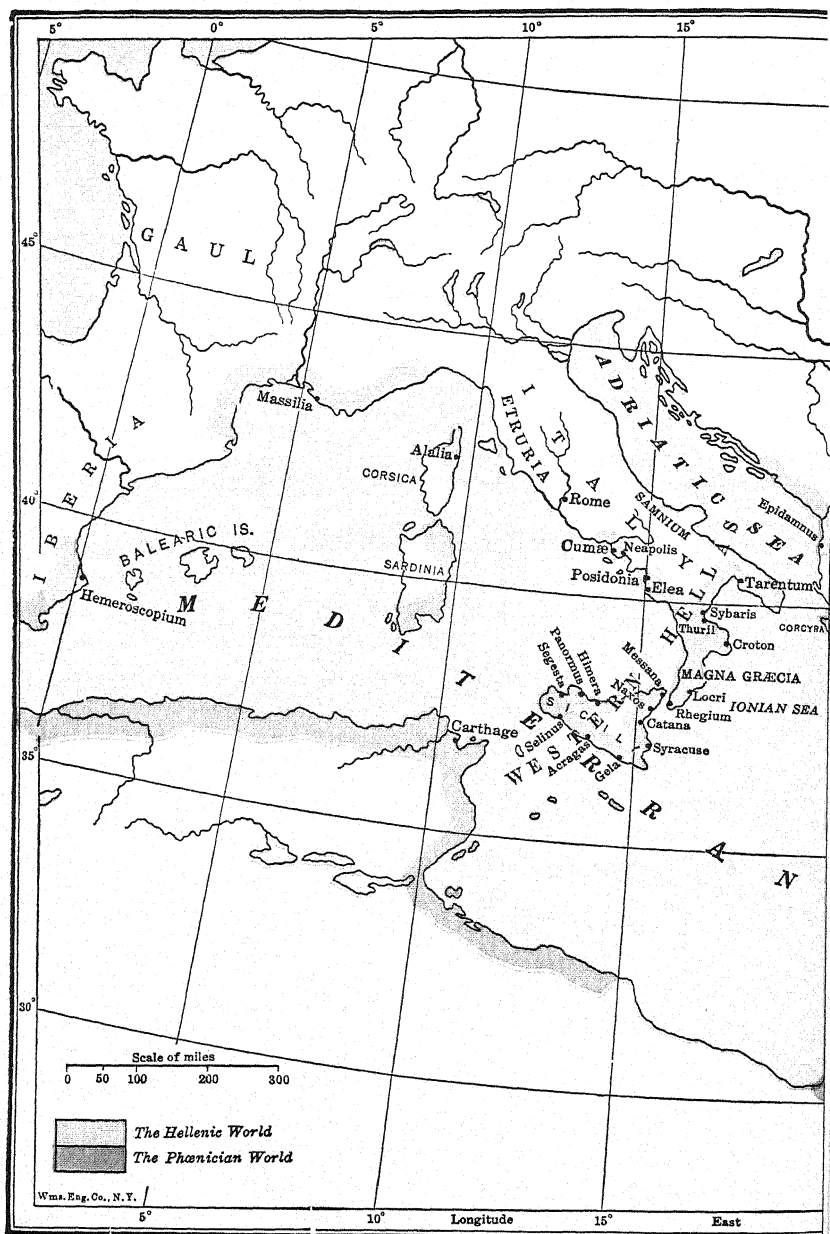 5° 0° 5° 10° 15°
45°
GAUL
ADRIATIC SEA
ITALY
ETRURIA
Massilia
IBERIA
Alalia
CORSICA
Rome
SAMNIUM
Epidamnus
40°
BALEARIC IS.
Cumæ
Neapolis
SARDINIA
Posidonia
Elea
Tarentum
Hemeroscopium
MEDITERRAN
WESTERN HELLAS
Sybaris
Thurii
CORCYRA
Croton
Messana
Himera
Panormus
Segesta
MAGNA GRÆCIA
Naxos
Locri
IONIAN SEA
Rhegium
SICILY
Carthage
Selinus
Catana
Acragas
Syracuse
Gela
35°
30°
Scale of miles
0 50 100 200 300
The Hellenic World
The Phœnician World
Wms. Eng. Co., N.Y.
5° 10° Longitude 15° East